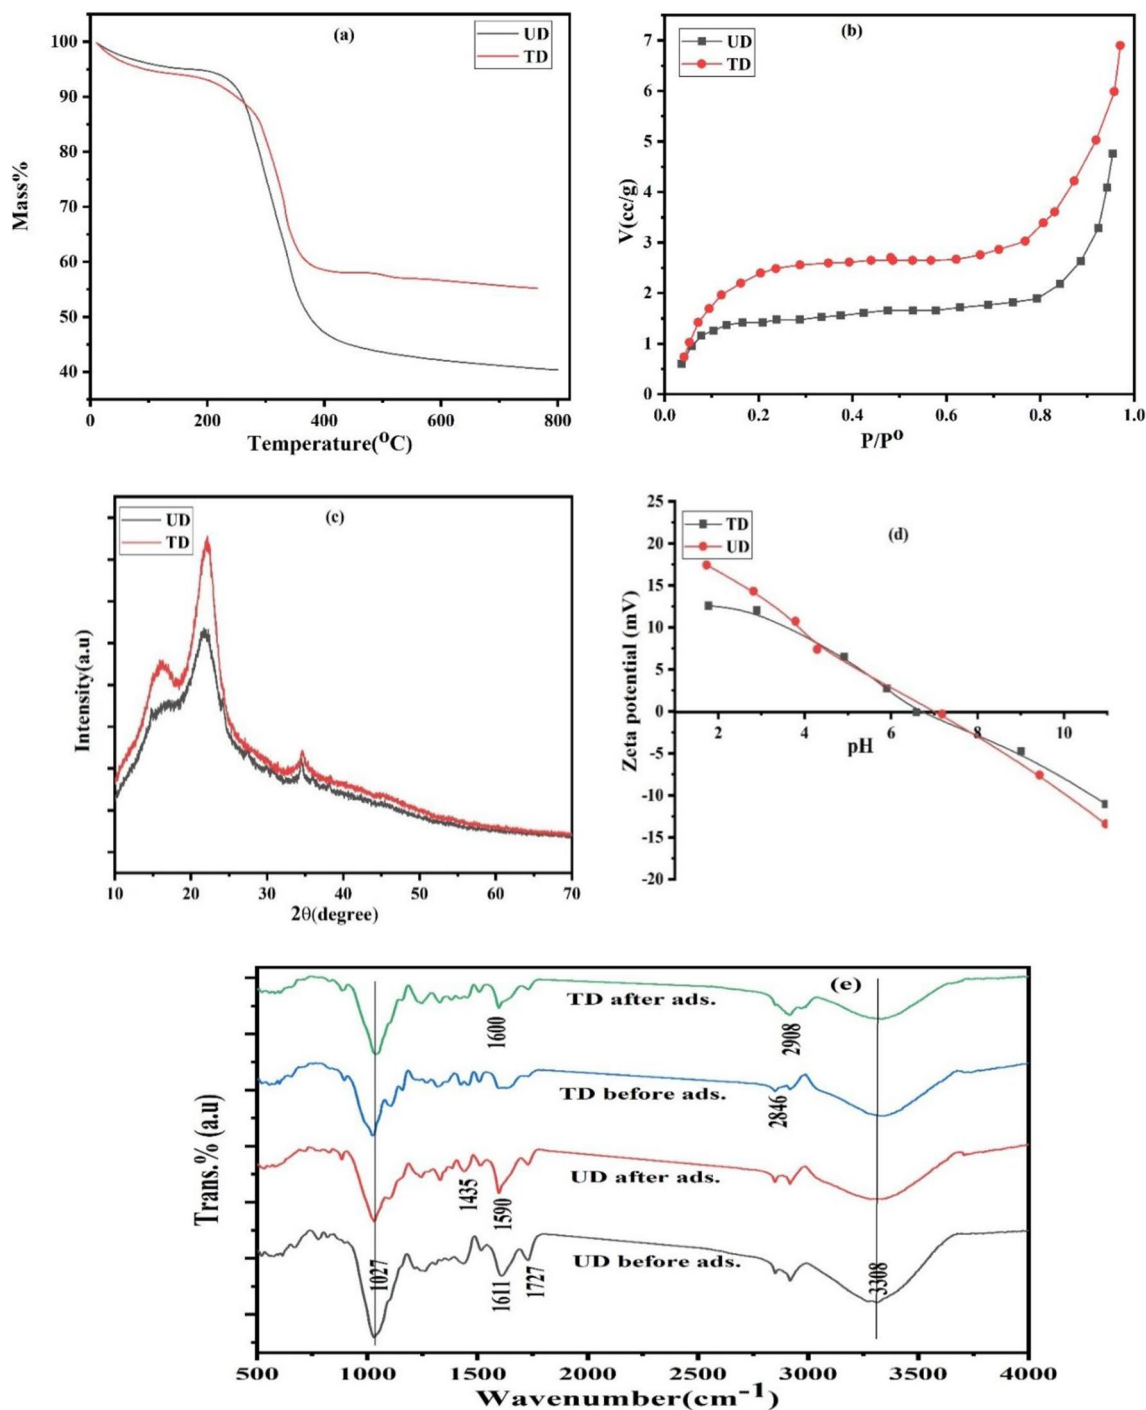 (a)
UD
TD
100
90
80
70
60
50
40
Mass%
0 200 400 600 800
Temperature(⁰C)
(b)
UD
TD
7
6
5
4
3
2
1
0
V(cc/g)
0.0 0.2 0.4 0.6 0.8 1.0
P/P⁰
(c)
UD
TD
Intensity(a.u)
10 20 30 40 50 60 70
2θ(degree)
(d)
TD
UD
25
20
15
10
5
0
-5
-10
-15
-20
Zeta potential (mV)
2 4 6 8 10
pH
(e)
TD after ads.
1600
2908
TD before ads.
2846
UD after ads.
1435
1590
UD before ads.
1027
1611
1727
3308
Trans.% (a.u)
500 1000 1500 2000 2500 3000 3500 4000
Wavenumber(cm⁻¹)